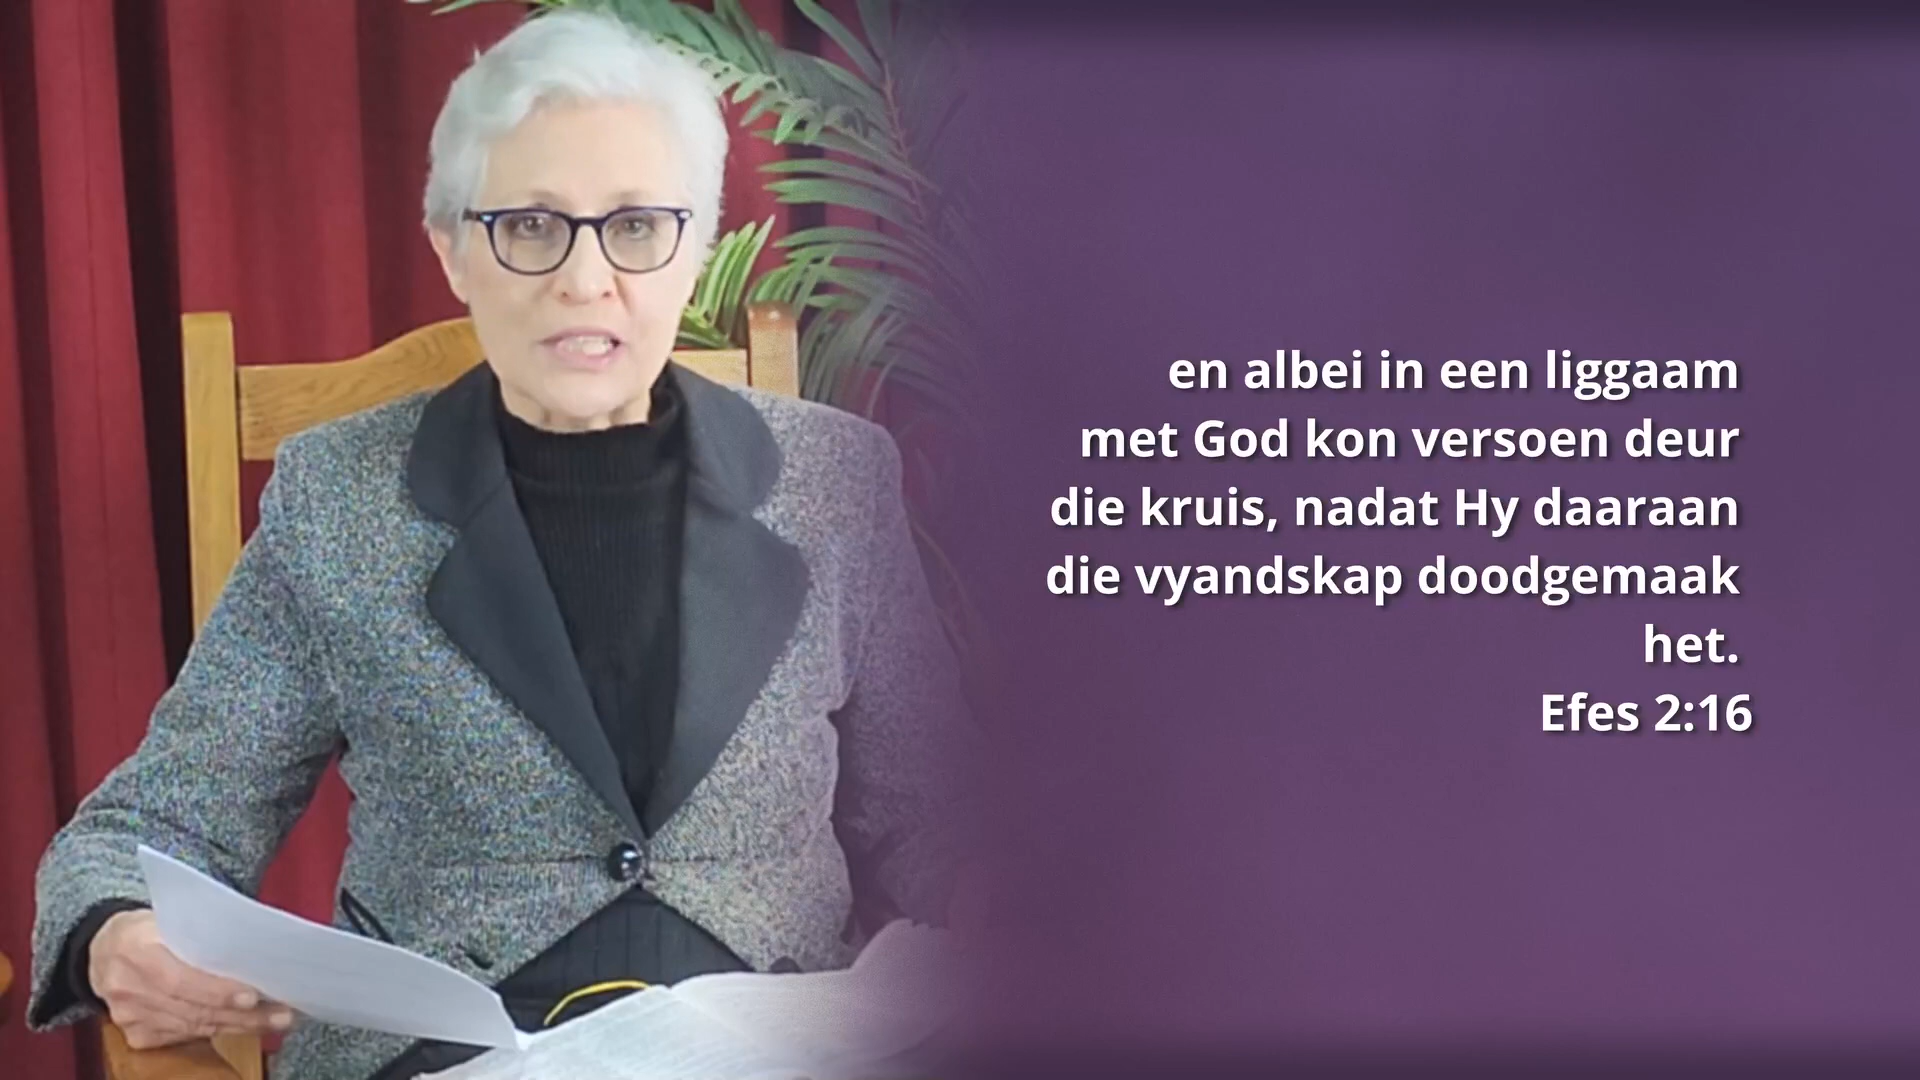 en albei in een liggaam
met God kon versoen deur
die kruis, nadat Hy daaraan
die vyandskap doodgemaak
het.
Efes 2:16